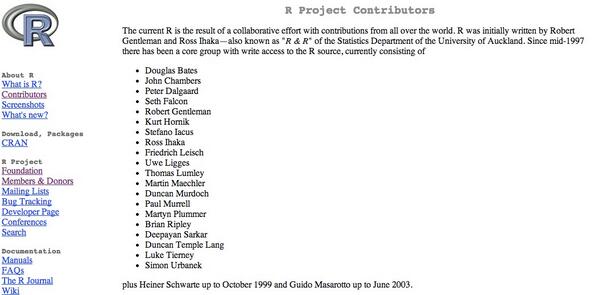 R
About R
What is R?
Contributors
Screenshots
What's new?
Download, Packages
CRAN
R Project
Foundation
Members & Donors
Mailing Lists
Bug Tracking
Developer Page
Conferences
Search
Documentation
Manuals
FAQs
The R Journal
Wiki
R Project Contributors
The current R is the result of a collaborative effort with contributions from all over the world. R was initially written by Robert
Gentleman and Ross Ihaka—also known as "R & R" of the Statistics Department of the University of Auckland. Since mid-1997
there has been a core group with write access to the R source, currently consisting of
• Douglas Bates
• John Chambers
• Peter Dalgaard
• Seth Falcon
• Robert Gentleman
• Kurt Hornik
• Stefano Iacus
• Ross Ihaka
• Friedrich Leisch
• Uwe Ligges
• Thomas Lumley
• Martin Maechler
• Duncan Murdoch
• Paul Murrell
• Martyn Plummer
• Brian Ripley
• Deepayan Sarkar
• Duncan Temple Lang
• Luke Tierney
• Simon Urbanek
plus Heiner Schwarte up to October 1999 and Guido Masarotto up to June 2003.